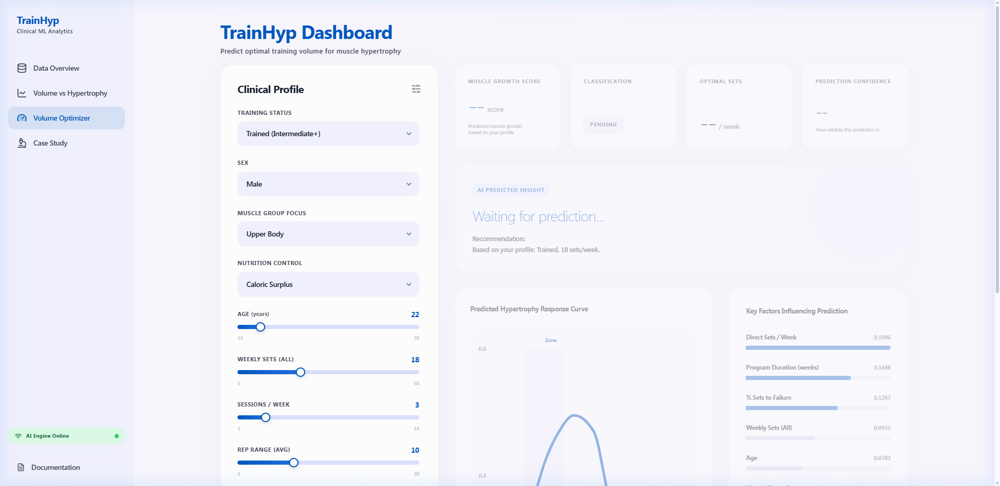 TrainHyp
Clinical ML Analytics
Data Overview
Volume vs Hypertrophy
Volume Optimizer
Case Study
AI Engine Online
Documentation
TrainHyp Dashboard
Predict optimal training volume for muscle hypertrophy
Clinical Profile
TRAINING STATUS
Trained (Intermediate+)
SEX
Male
MUSCLE GROUP FOCUS
Upper Body
NUTRITION CONTROL
Caloric Surplus
AGE (years) 22
15 70
WEEKLY SETS (ALL) 18
1 50
SESSIONS / WEEK 3
1 14
REP RANGE (AVG) 10
1 30
MUSCLE GROWTH SCORE
-- score
Predicted muscle growth
based on your profile
CLASSIFICATION
PENDING
OPTIMAL SETS
-- / week
PREDICTION CONFIDENCE
--
How reliable this prediction is
AI PREDICTED INSIGHT
Waiting for prediction...
Recommendation:
Based on your profile: Trained, 18 sets/week.
Predicted Hypertrophy Response Curve
Zone
0.8
0.4
Key Factors Influencing Prediction
Direct Sets / Week 0.1996
Program Duration (weeks) 0.1448
% Sets to Failure 0.1267
Weekly Sets (All) 0.0955
Age 0.0782